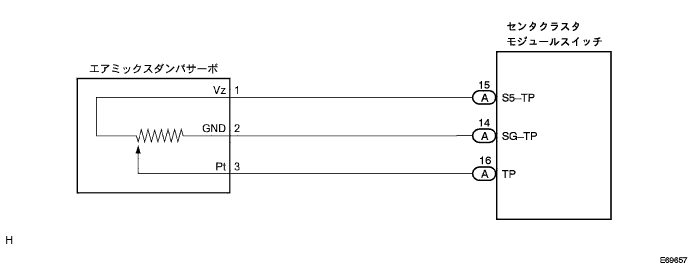 センタクラスタ
モジュールスイッチ
エアミックスダンパサーボ
Vz 1 15 A S5–TP
GND 2 14 A SG–TP
Pt 3 16 A TP
H
E69657